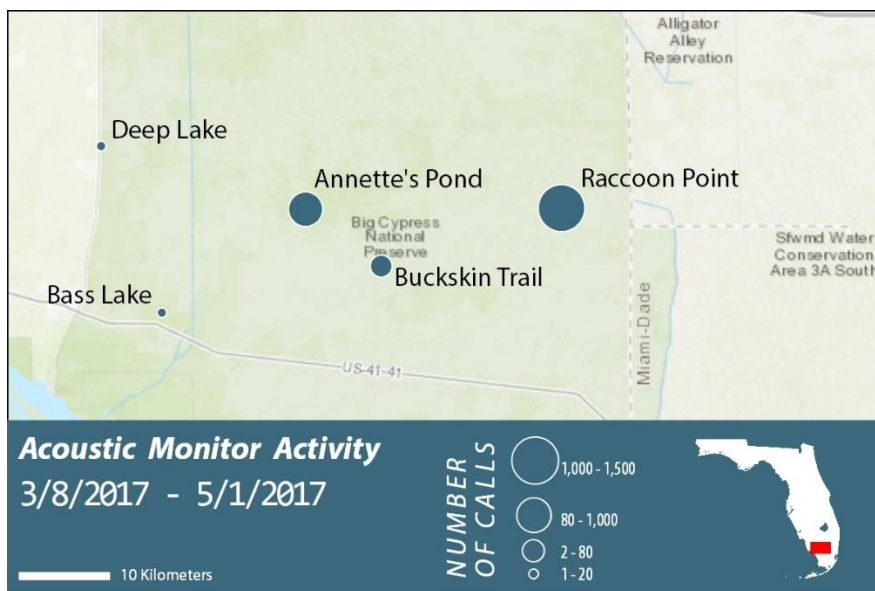 Alligator
Alley
Reservation
Deep Lake
Annette's Pond
Raccoon Point
Big Cypress
National
Preserve
Sfwmd Water
Conservation
Area 3A South
Buckskin Trail
Bass Lake
Miami-Dade
US-41-41
Acoustic Monitor Activity
3/8/2017 - 5/1/2017
10 Kilometers
NUMBER
OF CALLS
1,000 - 1,500
80 - 1,000
2 - 80
1 - 20